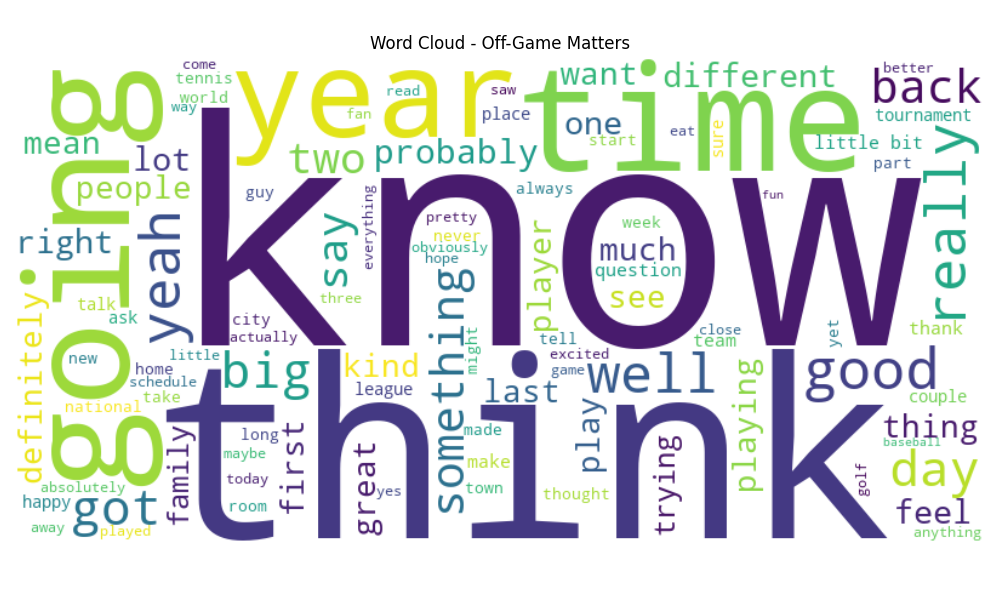 Word Cloud - Off-Game Matters
come
tennis
world
way
year
read
fan
saw
place
time
want
different
better
back
tournament
one
start
eat
sure
little bit
part
mean
lot
people
going
two
probably
guy
everything
always
know
really
right
yeah
say
pretty
never
obviously
hope
player
week
much
question
see
fun
three
something
talk
ask
city
actually
definitely
might
tell
close
team
yet
thank
new
home
little
schedule
take
national
big
kind
league
excited
game
last
well
playing
good
couple
think
thing
baseball
family
long
maybe
today
room
first
great
yes
made
make
town
play
thought
trying
golf
day
feel
anything
absolutely
happy
got
away
played